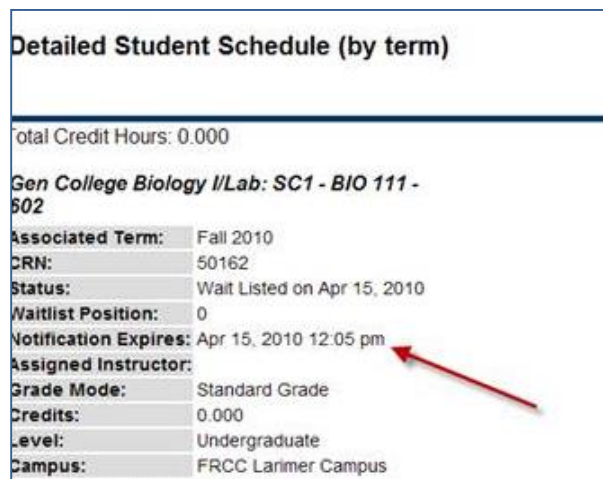 Detailed Student Schedule (by term)
Total Credit Hours: 0.000
Gen College Biology I/Lab: SC1 - BIO 111 -
602
Associated Term: Fall 2010
CRN: 50162
Status: Wait Listed on Apr 15, 2010
Waitlist Position: 0
Notification Expires: Apr 15, 2010 12:05 pm
Assigned Instructor:
Grade Mode: Standard Grade
Credits: 0.000
Level: Undergraduate
Campus: FRCC Larimer Campus